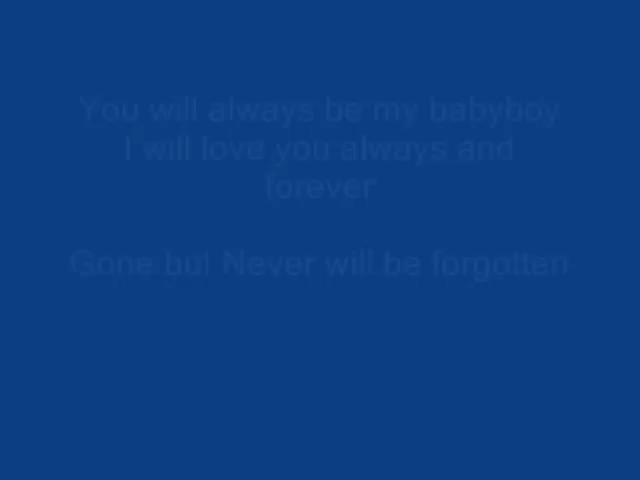 You will always be my babyboy
I will love you always and
forever
Gone but Never will be forgotten